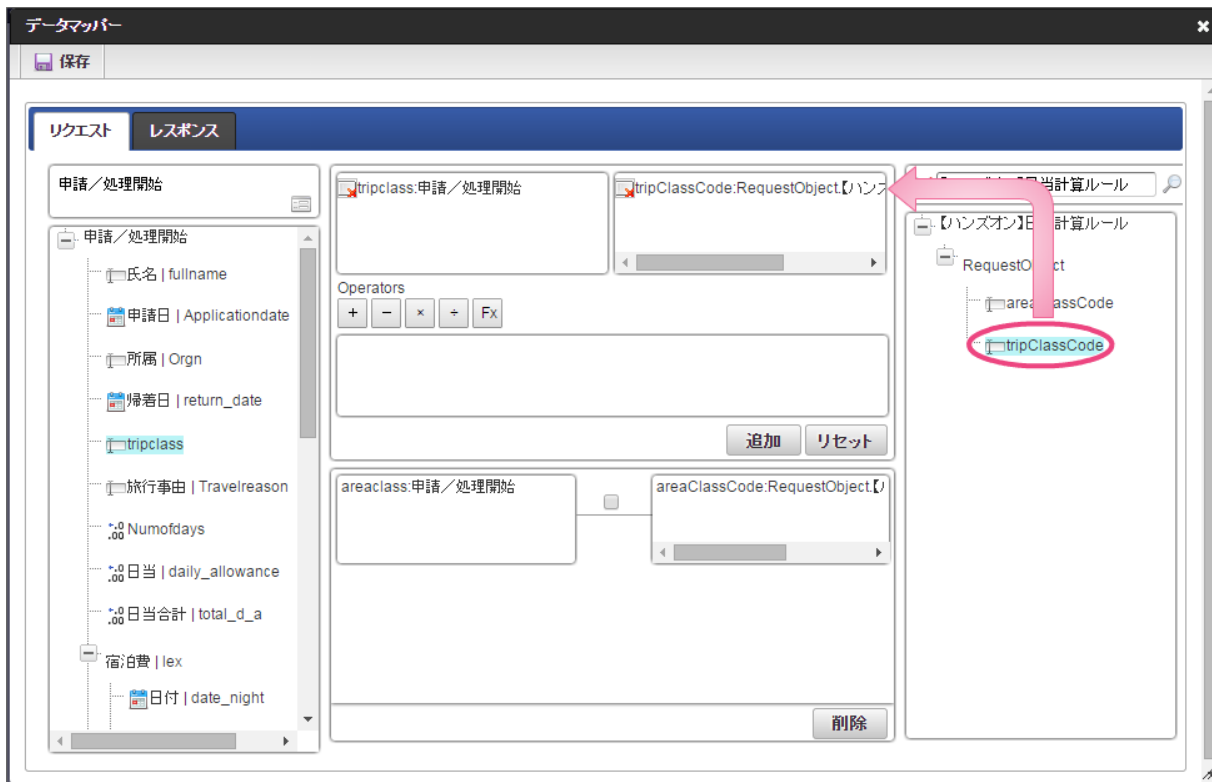 データマッパー
保存
リクエスト
レスポンス
申請／処理開始
申請／処理開始
氏名 | fullname
申請日 | Applicationdate
所属 | Orgn
帰着日 | return_date
tripclass
旅行事由 | Travelreason
Numofdays
日当 | daily_allowance
日当合計 | total_d_a
宿泊費 | lex
日付 | date_night
tripclass:申請／処理開始
tripClassCode:RequestObject.【ハンズ
Operators
+ − × ÷ Fx
追加
リセット
areaclass:申請／処理開始
areaClassCode:RequestObject.【ハ
削除
当計算ルール
【ハンズオン】日 計算ルール
RequestO ct
area assCode
tripClassCode